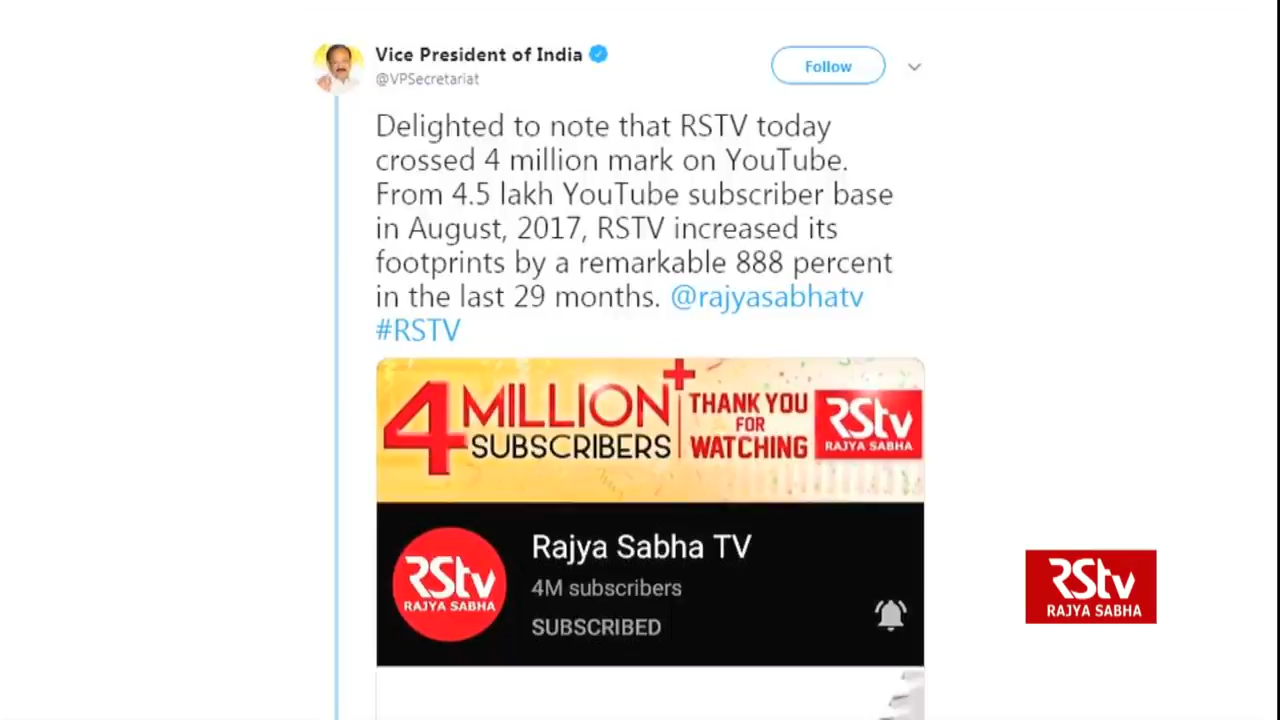 Vice President of India
@VPSecretariat
Follow
Delighted to note that RSTV today
crossed 4 million mark on YouTube.
From 4.5 lakh YouTube subscriber base
in August, 2017, RSTV increased its
footprints by a remarkable 888 percent
in the last 29 months. @rajyasabhatv
#RSTV
4 MILLION+
SUBSCRIBERS
THANK YOU
FOR
WATCHING
RStv
RAJYA SABHA
RStv
RAJYA SABHA
Rajya Sabha TV
4M subscribers
SUBSCRIBED
RStv
RAJYA SABHA